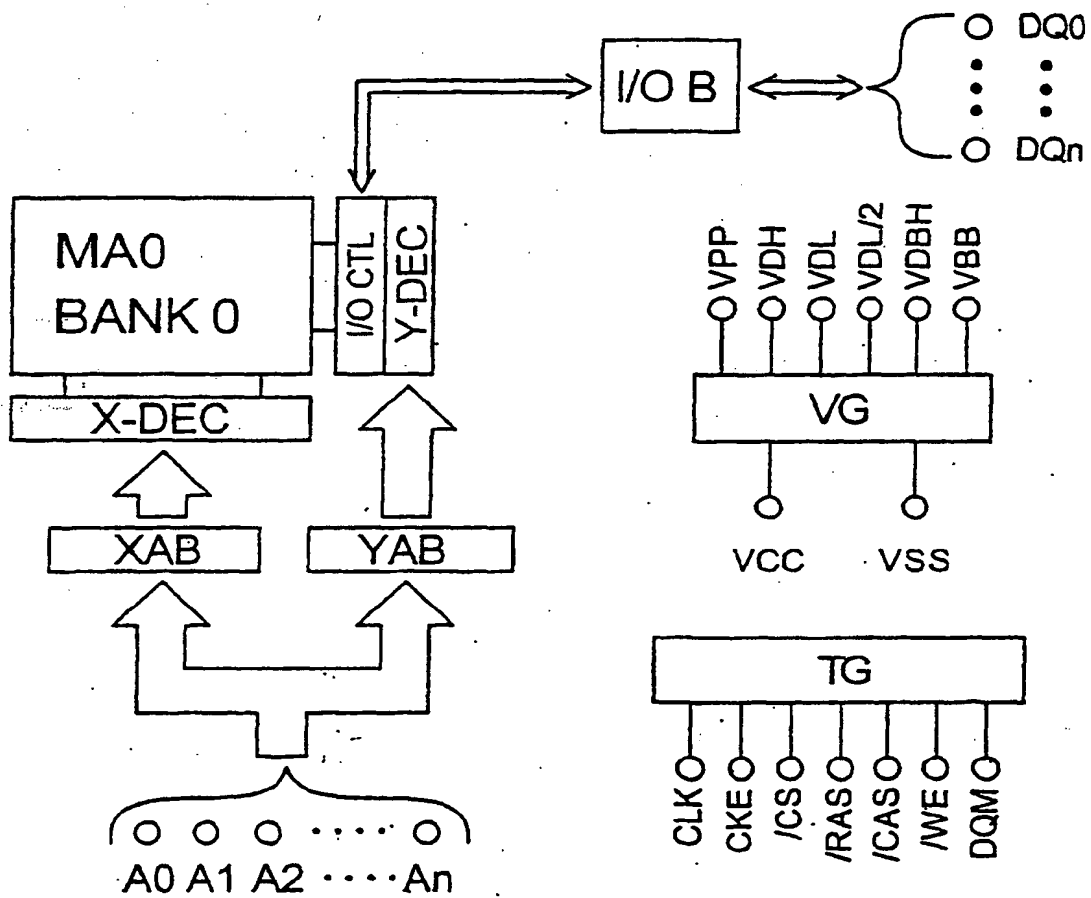 DQ0
I/O B
DQn
MA0
BANK 0
I/O CTL
Y-DEC
X-DEC
VPP
VDH
VDL
VDL/2
VDBH
VBB
VG
VCC
VSS
XAB
YAB
TG
CLK
CKE
/CS
/RAS
/CAS
/WE
DQM
A0 A1 A2 ····· An